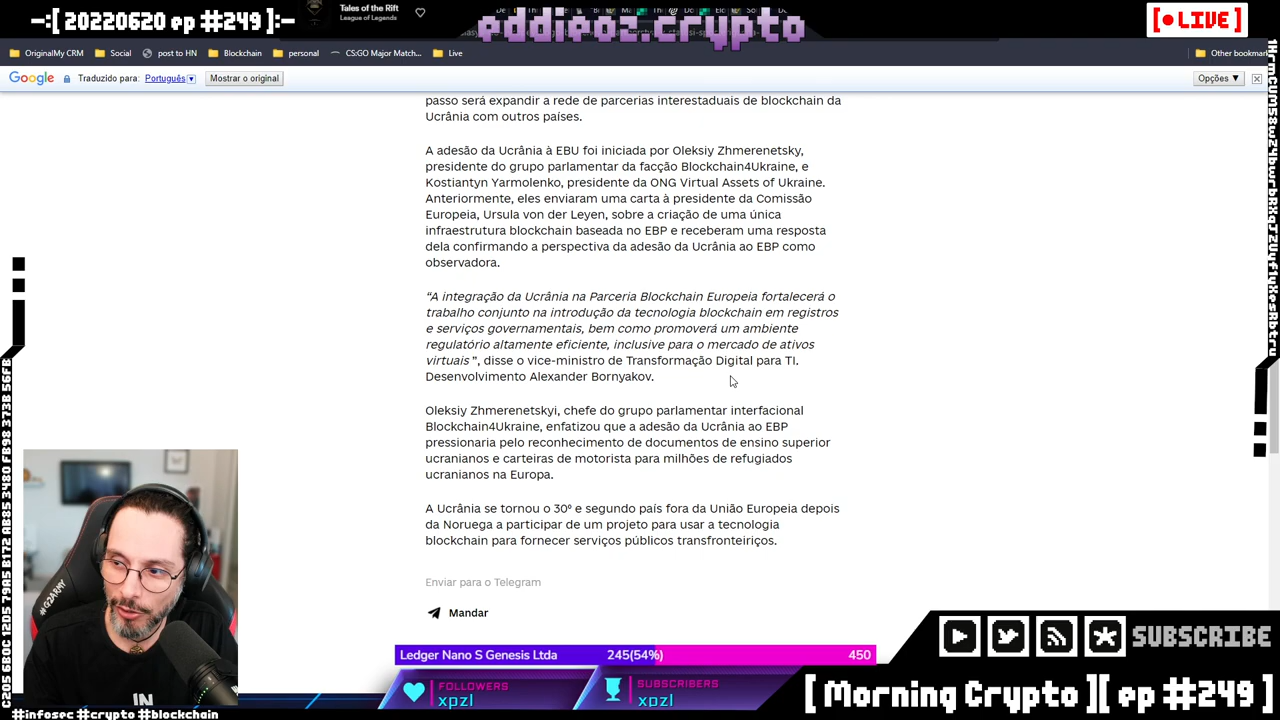 -:[ 20220620 ep #249 ]:-
Tales of the Rift
League of Legends
eddieoz.crypto
[ ● LIVE ]
OriginalMy CRM
Social
post to HN
Blockchain
personal
CS:GO Major Match...
Live
Other bookmark
Google
Traduzido para: Português
Mostrar o original
Opções ▼
passo será expandir a rede de parcerias interestaduais de blockchain da
Ucrânia com outros países.
A adesão da Ucrânia à EBU foi iniciada por Oleksiy Zhmerenetsky,
presidente do grupo parlamentar da facção Blockchain4Ukraine, e
Kostiantyn Yarmolenko, presidente da ONG Virtual Assets of Ukraine.
Anteriormente, eles enviaram uma carta à presidente da Comissão
Europeia, Ursula von der Leyen, sobre a criação de uma única
infraestrutura blockchain baseada no EBP e receberam uma resposta
dela confirmando a perspectiva da adesão da Ucrânia ao EBP como
observadora.
“A integração da Ucrânia na Parceria Blockchain Europeia fortalecerá o
trabalho conjunto na introdução da tecnologia blockchain em registros
e serviços governamentais, bem como promoverá um ambiente
regulatório altamente eficiente, inclusive para o mercado de ativos
virtuais ”, disse o vice-ministro de Transformação Digital para TI.
Desenvolvimento Alexander Bornyakov.
Oleksiy Zhmerenetskyi, chefe do grupo parlamentar interfacional
Blockchain4Ukraine, enfatizou que a adesão da Ucrânia ao EBP
pressionaria pelo reconhecimento de documentos de ensino superior
ucranianos e carteiras de motorista para milhões de refugiados
ucranianos na Europa.
A Ucrânia se tornou o 30º e segundo país fora da União Europeia depois
da Noruega a participar de um projeto para usar a tecnologia
blockchain para fornecer serviços públicos transfronteiriços.
Enviar para o Telegram
Mandar
#G2ARMY
Ledger Nano S Genesis Ltda
245(54%)
450
FOLLOWERS
xpzl
SUBSCRIBERS
xpzl
SUBSCRIBE
[ Morning Crypto ][ ep #249 ]
#infosec #crypto #blockchain